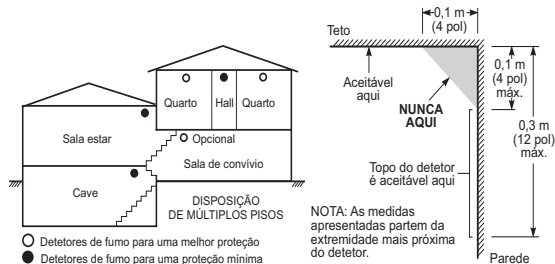 Quarto
Hall
Quarto
Sala estar
Opcional
Sala de convívio
Cave
DISPOSIÇÃO
DE MÚLTIPLOS PISOS
Detetores de fumo para uma melhor proteção
Detetores de fumo para uma proteção mínima
0,1 m
(4 pol)
Teto
Aceitável
aqui
NUNCA
AQUI
0,1 m
(4 pol)
máx.
0,3 m
(12 pol)
máx.
Topo do detetor
é aceitável aqui
NOTA: As medidas
apresentadas partem da
extremidade mais próxima
do detetor.
Parede